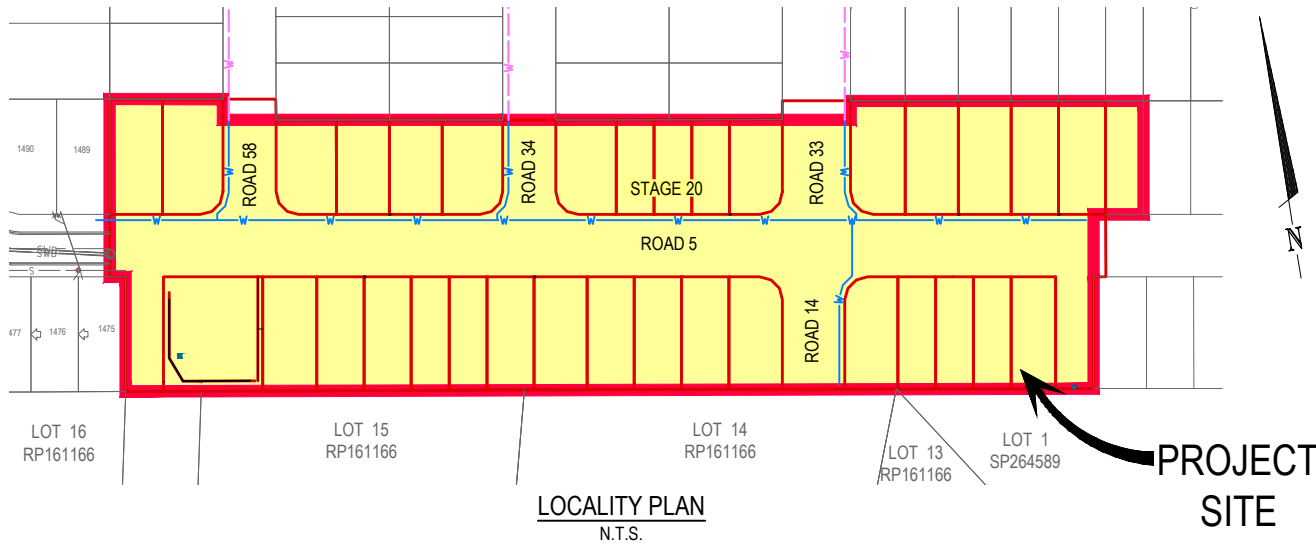 W
W
W
1490
1489
ROAD 58
W
ROAD 34
W
STAGE 20
ROAD 33
W
W
W
W
W
W
W
W
W
W
W
W
W
ROAD 5
SWD
S
N
477
1476
1475
ROAD 14
W
LOT 16
RP161166
LOT 15
RP161166
LOT 14
RP161166
LOT 13
RP161166
LOT 1
SP264589
PROJECT
SITE
LOCALITY PLAN
N.T.S.